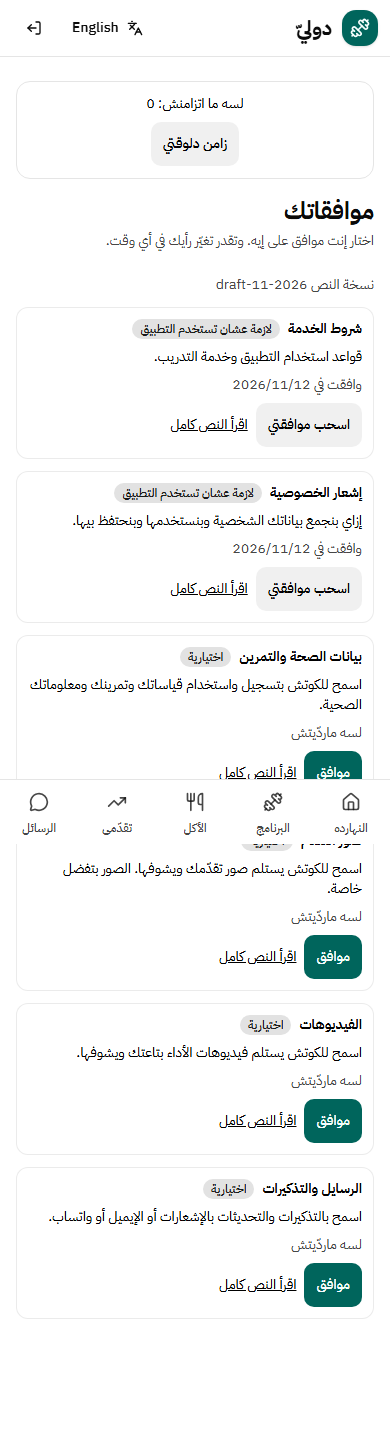 دوليّ
English
لسه ما اتزامنش: 0
زامن دلوقتي
موافقاتك
اختار إنت موافق على إيه. وتقدر تغيّر رأيك في أي وقت.
نسخة النص draft-11-2026
شروط الخدمة لازمة عشان تستخدم التطبيق
قواعد استخدام التطبيق وخدمة التدريب.
وافقت في 2026/11/12
اسحب موافقتي اقرأ النص كامل
إشعار الخصوصية لازمة عشان تستخدم التطبيق
إزاي بنجمع بياناتك الشخصية وبنستخدمها وبنحتفظ بيها.
وافقت في 2026/11/12
اسحب موافقتي اقرأ النص كامل
بيانات الصحة والتمرين اختيارية
اسمح للكوتش بتسجيل واستخدام قياساتك وتمرينك ومعلوماتك
الصحية.
لسه ماردّيتش
موافق اقرأ النص كامل
النهارده البرنامج الأكل تقدّمي الرسائل
اسمح للكوتش يستلم صور تقدّمك ويشوفها. الصور بتفضل
خاصة.
لسه ماردّيتش
موافق اقرأ النص كامل
الفيديوهات اختيارية
اسمح للكوتش يستلم فيديوهات الأداء بتاعتك ويشوفها.
لسه ماردّيتش
موافق اقرأ النص كامل
الرسايل والتذكيرات اختيارية
اسمح بالتذكيرات والتحديثات بالإشعارات أو الإيميل أو واتساب.
لسه ماردّيتش
موافق اقرأ النص كامل